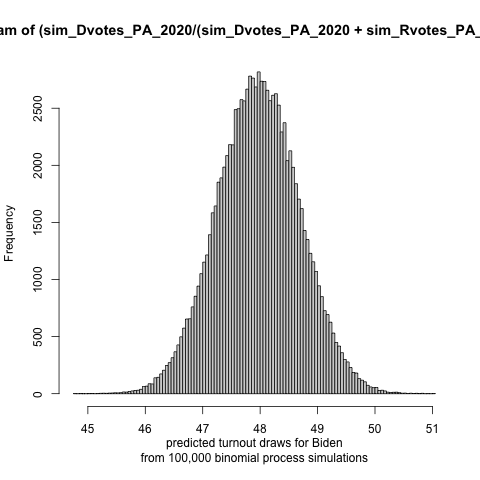 am of (sim_Dvotes_PA_2020/(sim_Dvotes_PA_2020 + sim_Rvotes_PA_
Frequency
2500
2000
1500
1000
500
0
45 46 47 48 49 50 51
predicted turnout draws for Biden
from 100,000 binomial process simulations